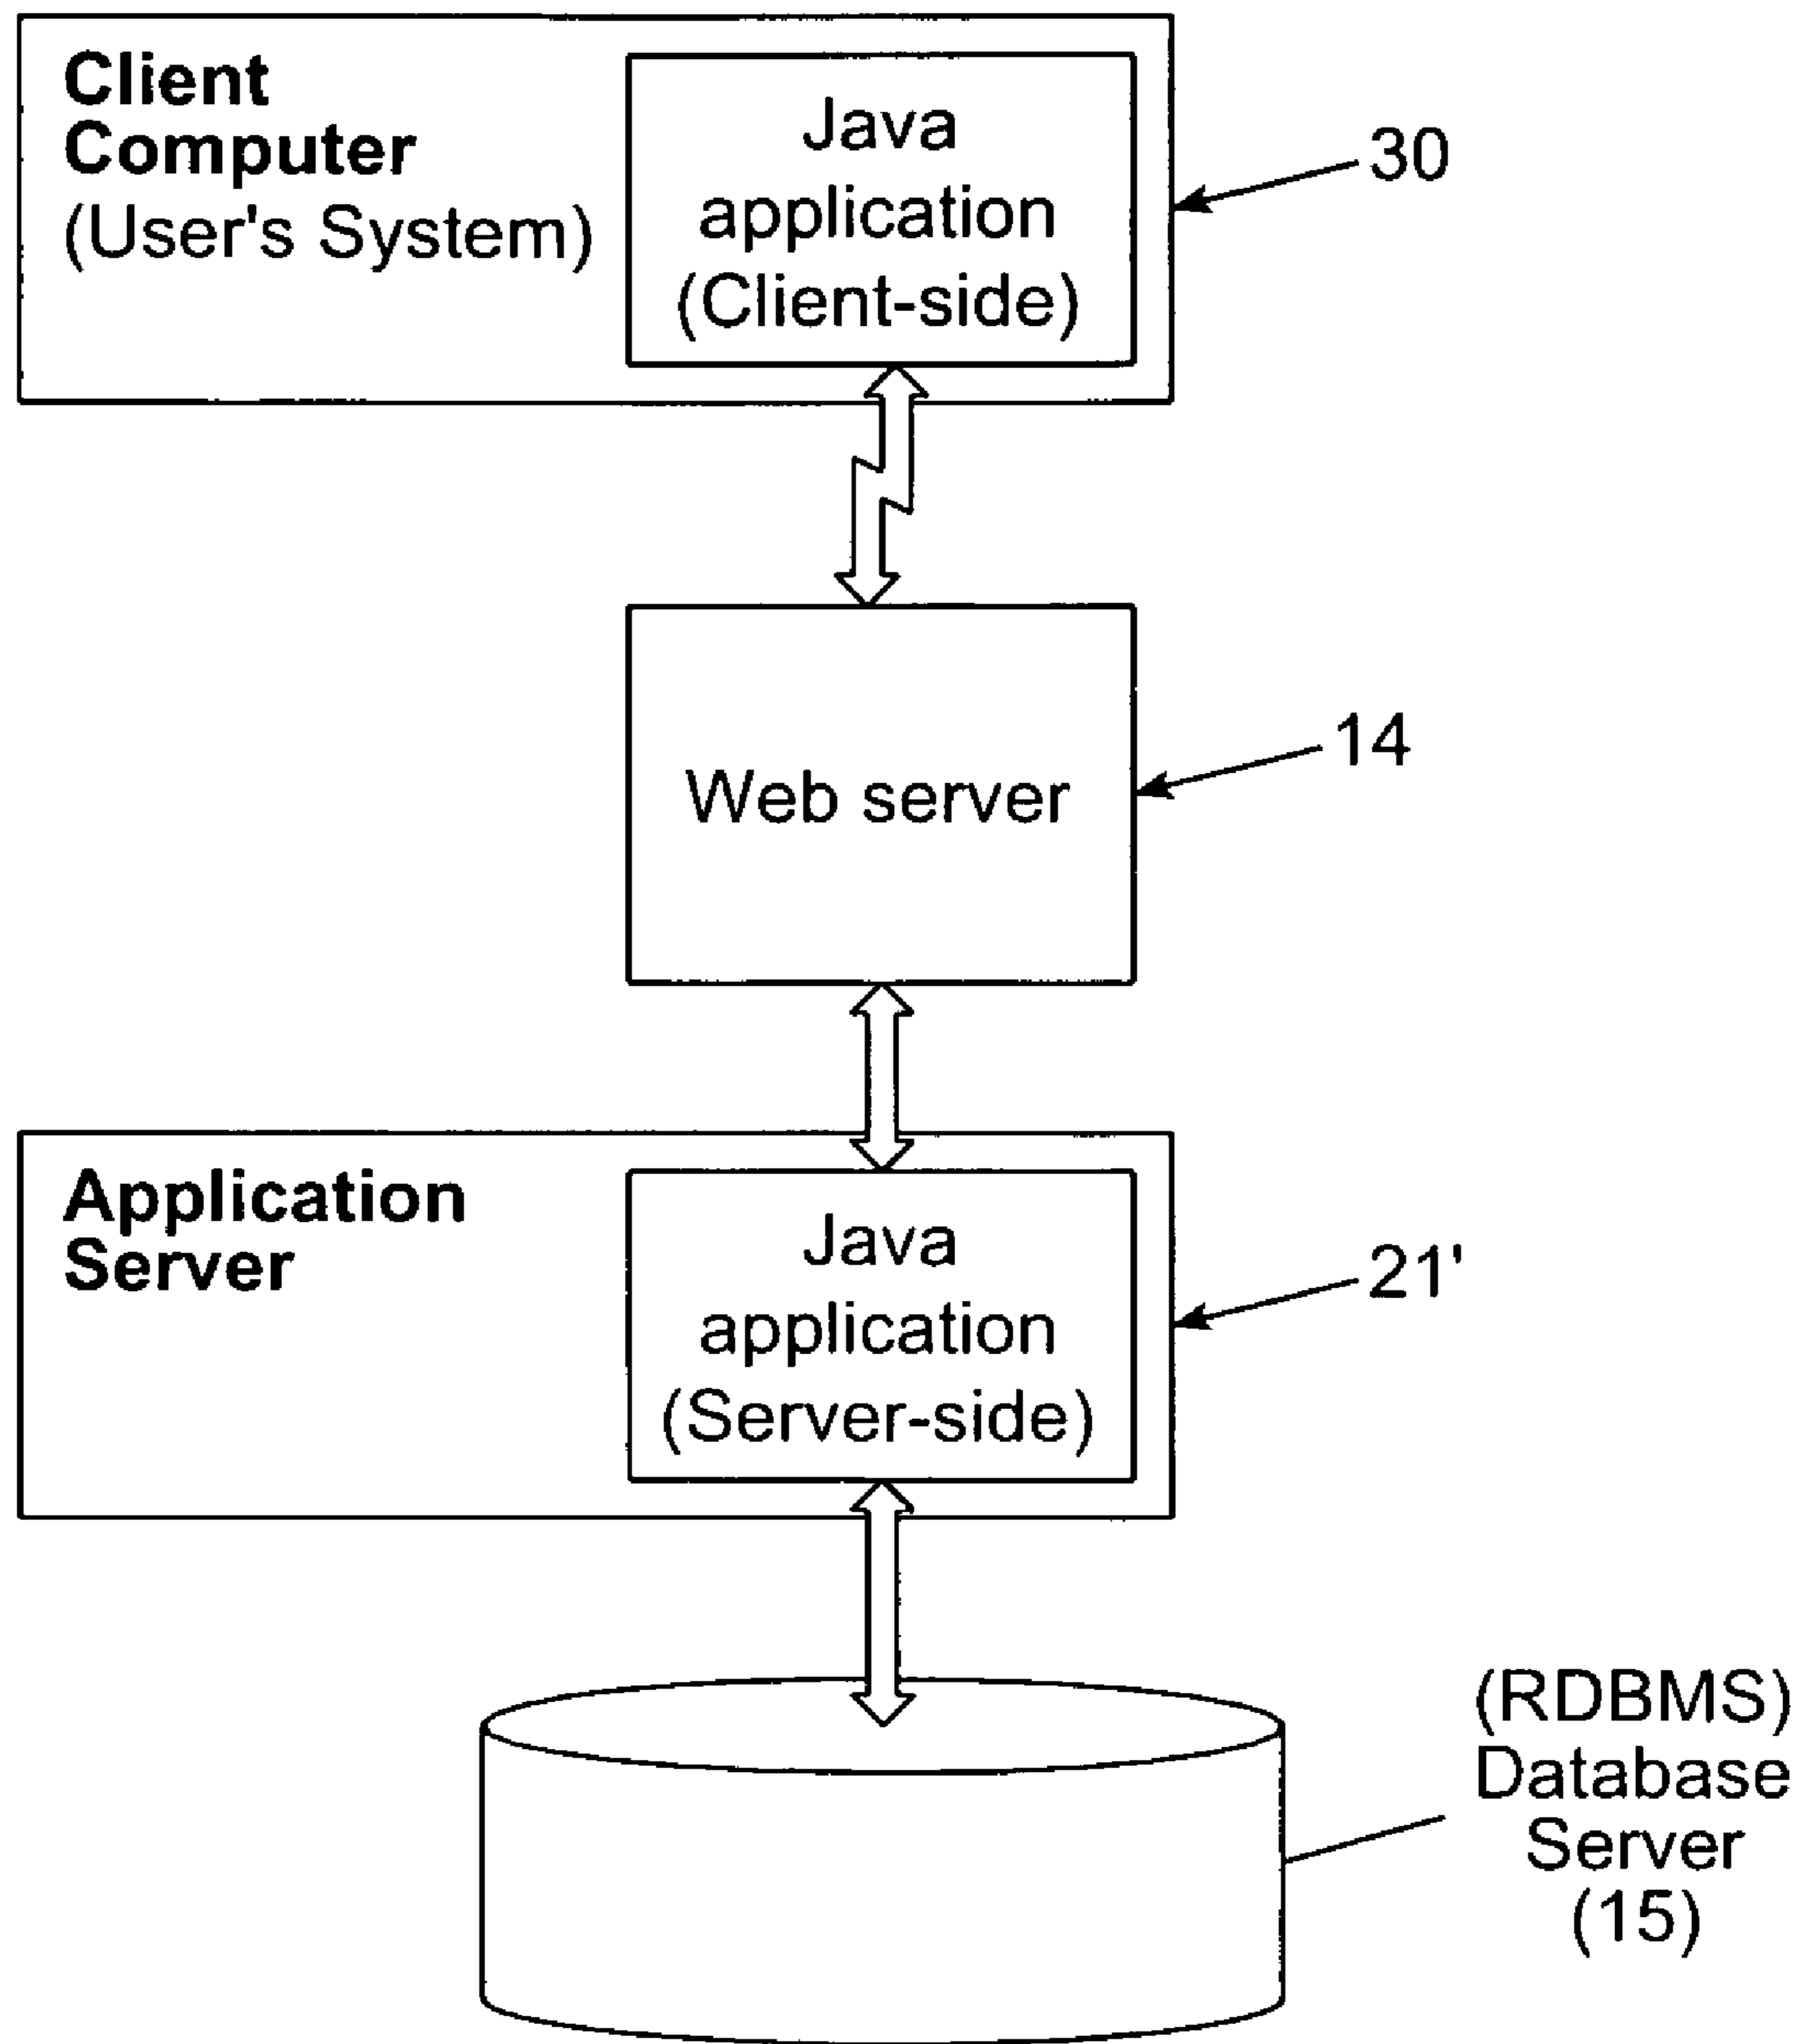 Client
Computer
(User's System)
Java
application
(Client-side)
30
Web server
14
Application
Server
Java
application
(Server-side)
21'
(RDBMS)
Database
Server
(15)